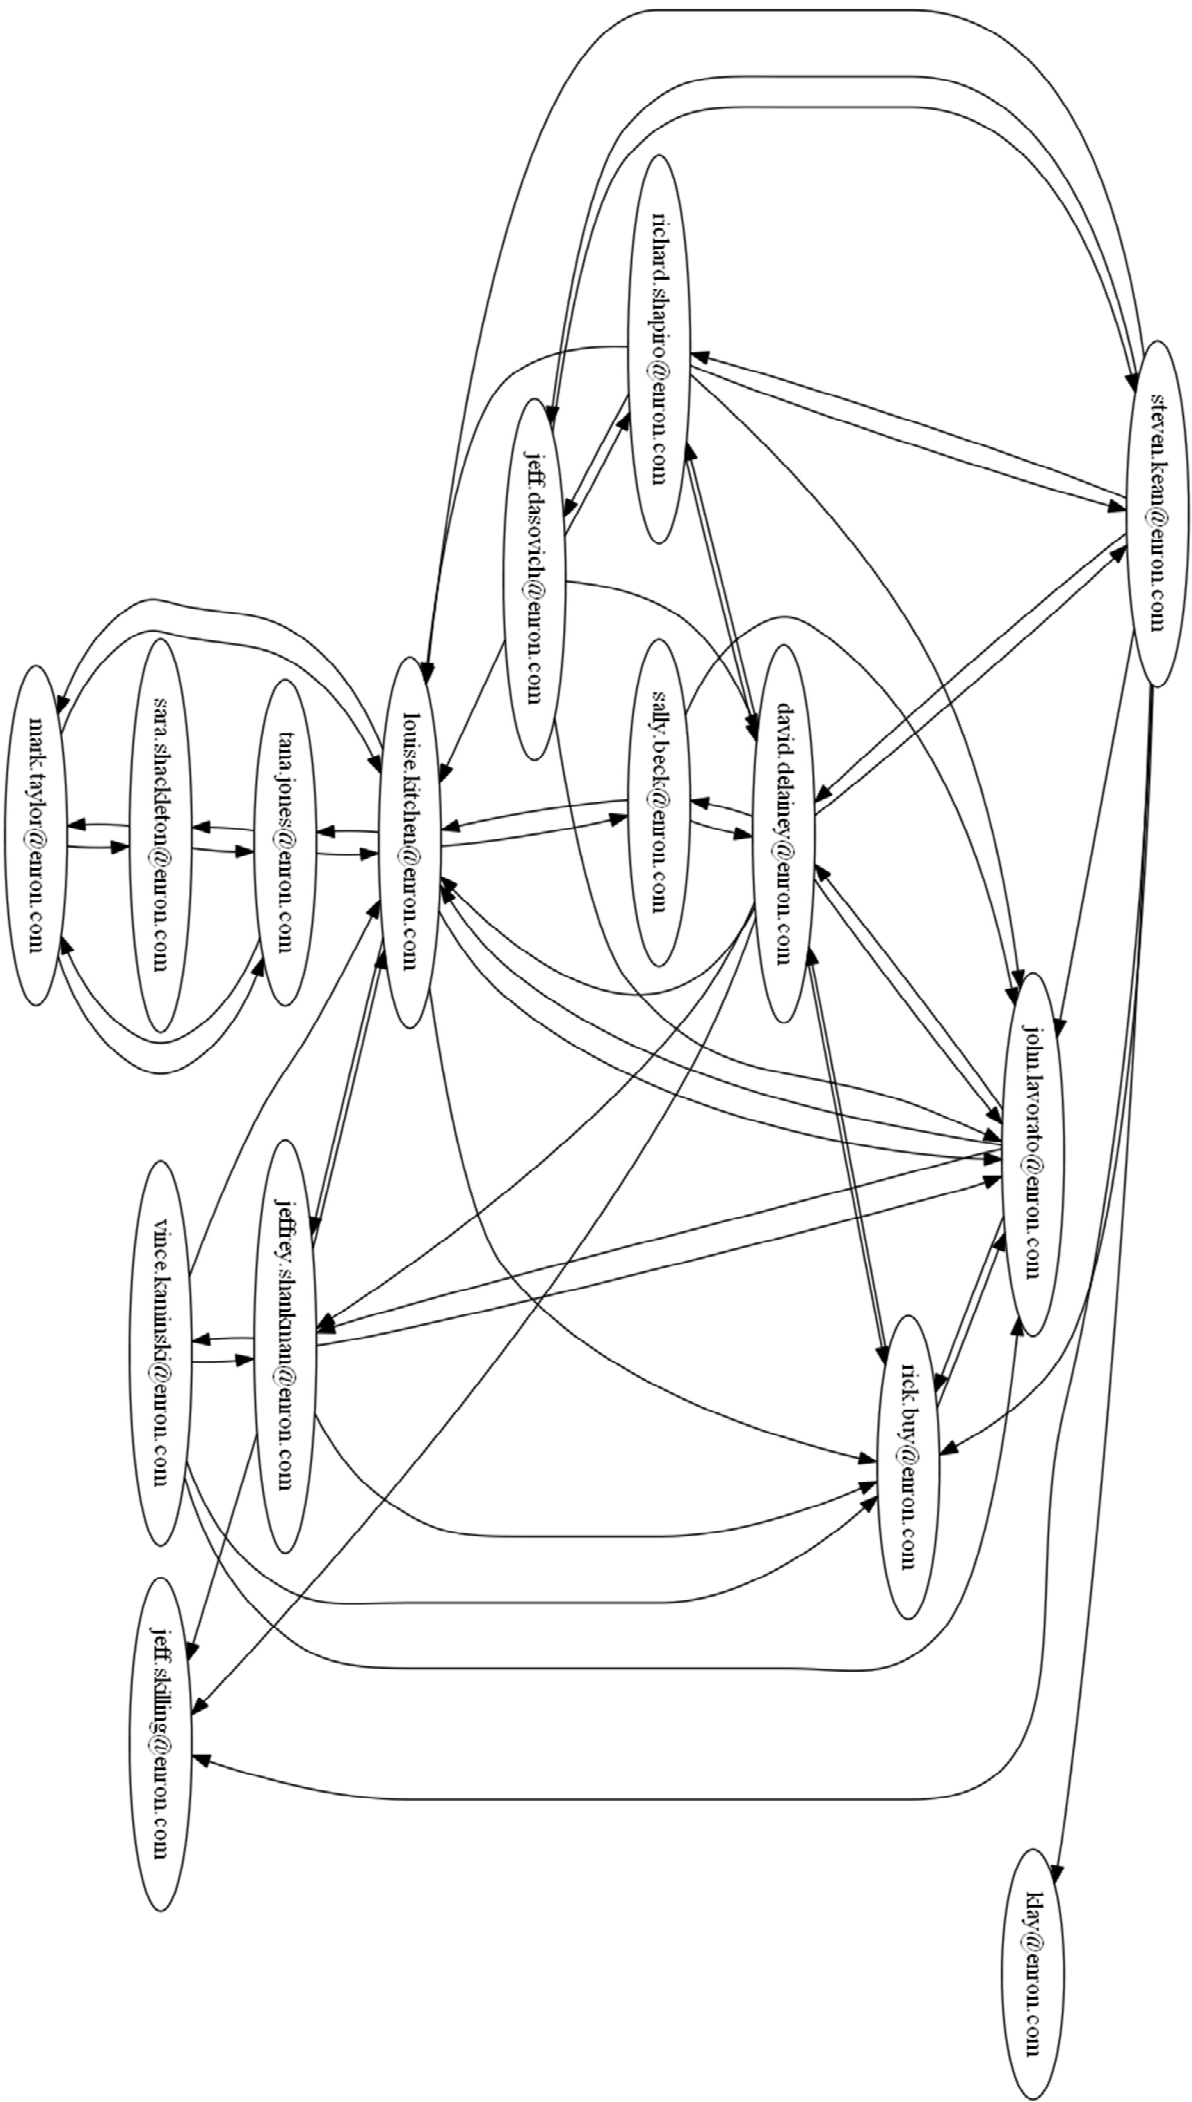 steven.kean@enron.com
john.lavorato@enron.com
klay@enron.com
rick.buy@enron.com
david.delainey@enron.com
richard.shapiro@enron.com
sally.beck@enron.com
jeff.dasovich@enron.com
louise.kitchen@enron.com
tana.jones@enron.com
jeffrey.shankman@enron.com
sara.shackleton@enron.com
vince.kaminski@enron.com
jeff.skilling@enron.com
mark.taylor@enron.com